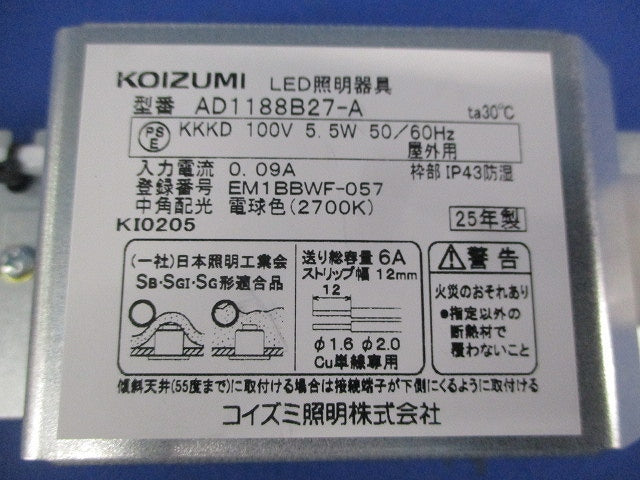 KOIZUMI LED照明器具
型番 AD1188B27-A ta30℃
PS E KKKD 100V 5.5W 50/60Hz
屋外用
入力電流 0.09A 枠部IP43防湿
登録番号 EM1BBWF-057
中角配光 電球色(2700K)
KI0205 25年製
(一社)日本照明工業会
SB・SGI・SG形適合品
送り総容量 6A
ストリップ幅 12mm
12
φ1.6 φ2.0
Cu単線専用
警告
火災のおそれあり
●指定以外の
断熱材で
覆わないこと
傾斜天井(55度まで)に取付ける場合は接続端子が下側にくるように取付ける
コイズミ照明株式会社